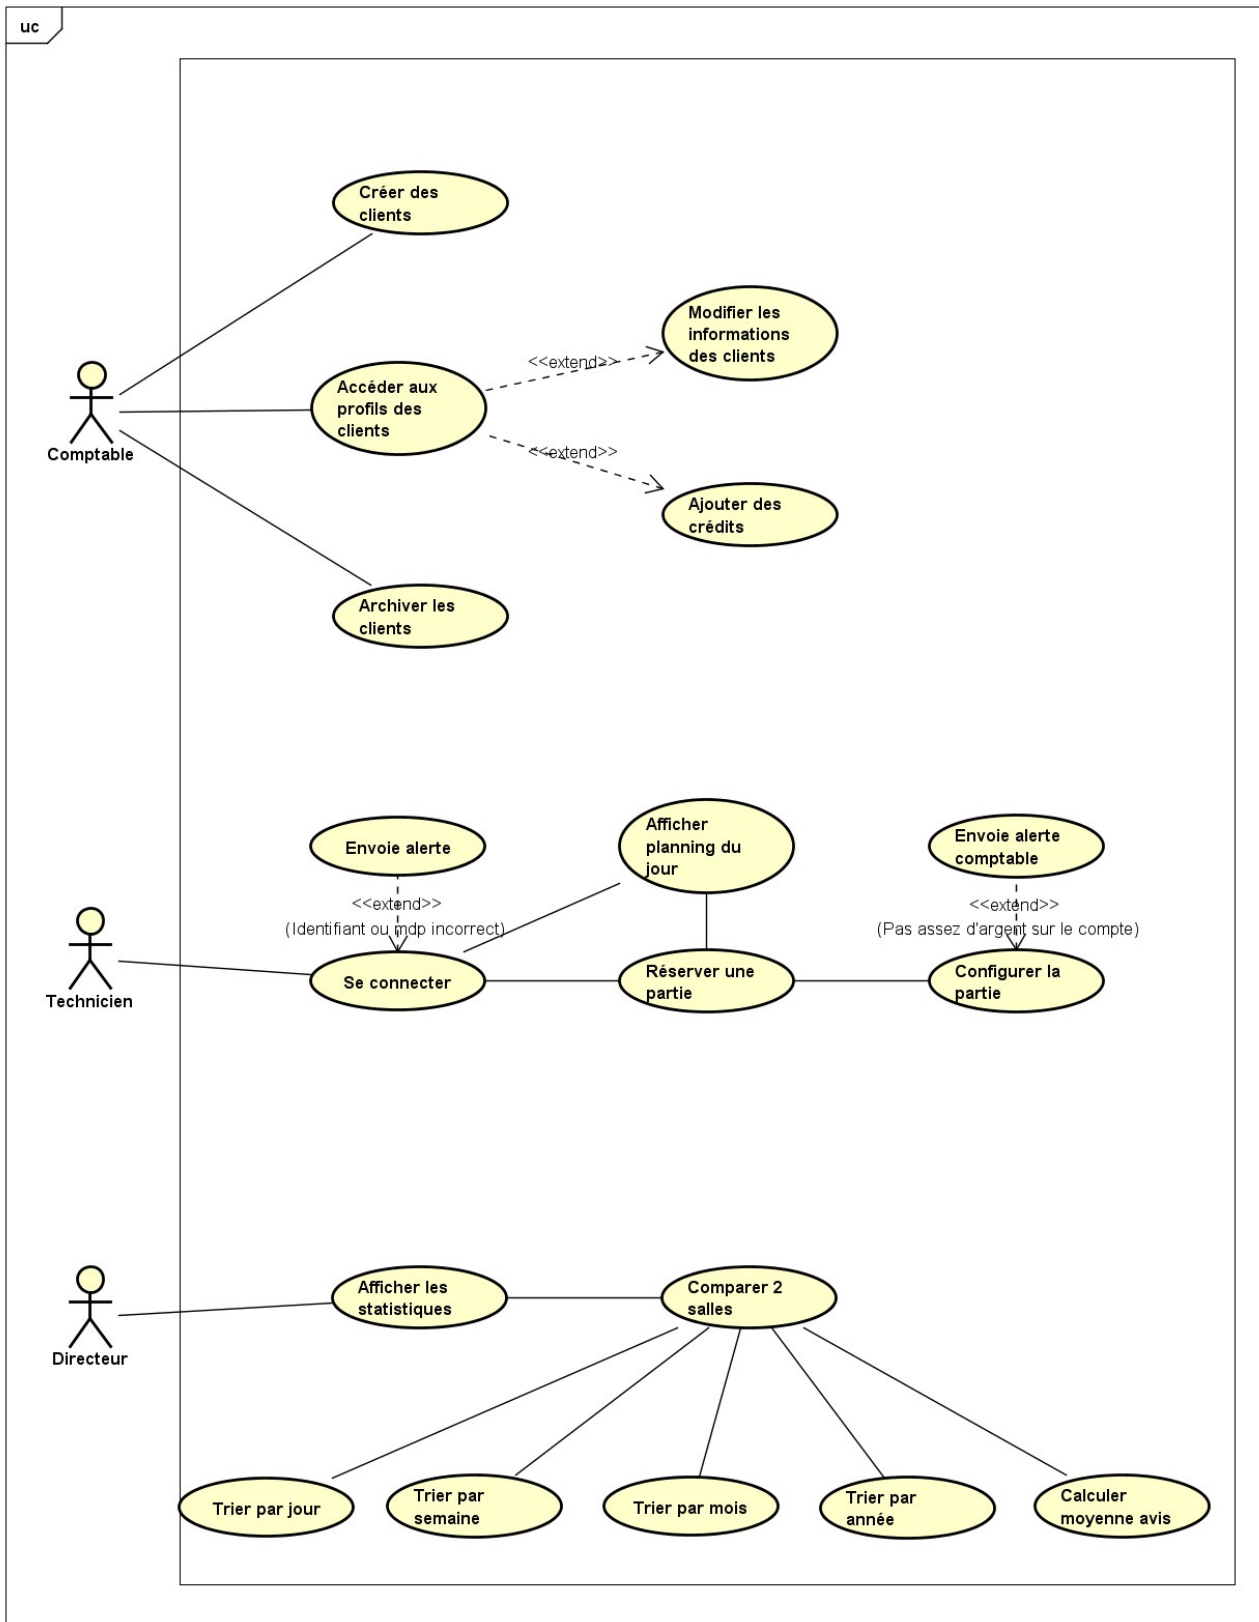 uc
Créer des
clients
Modifier les
informations
des clients
<<extend>>
Accéder aux
profils des
clients
Comptable
<<extend>>
Ajouter des
crédits
Archiver les
clients
Envoie alerte
Afficher
planning du
jour
Envoie alerte
comptable
<<extend>>
(Identifiant ou mdp incorrect)
<<extend>>
(Pas assez d'argent sur le compte)
Technicien
Se connecter
Réserver une
partie
Configurer la
partie
Directeur
Afficher les
statistiques
Comparer 2
salles
Trier par jour
Trier par
semaine
Trier par mois
Trier par
année
Calculer
moyenne avis